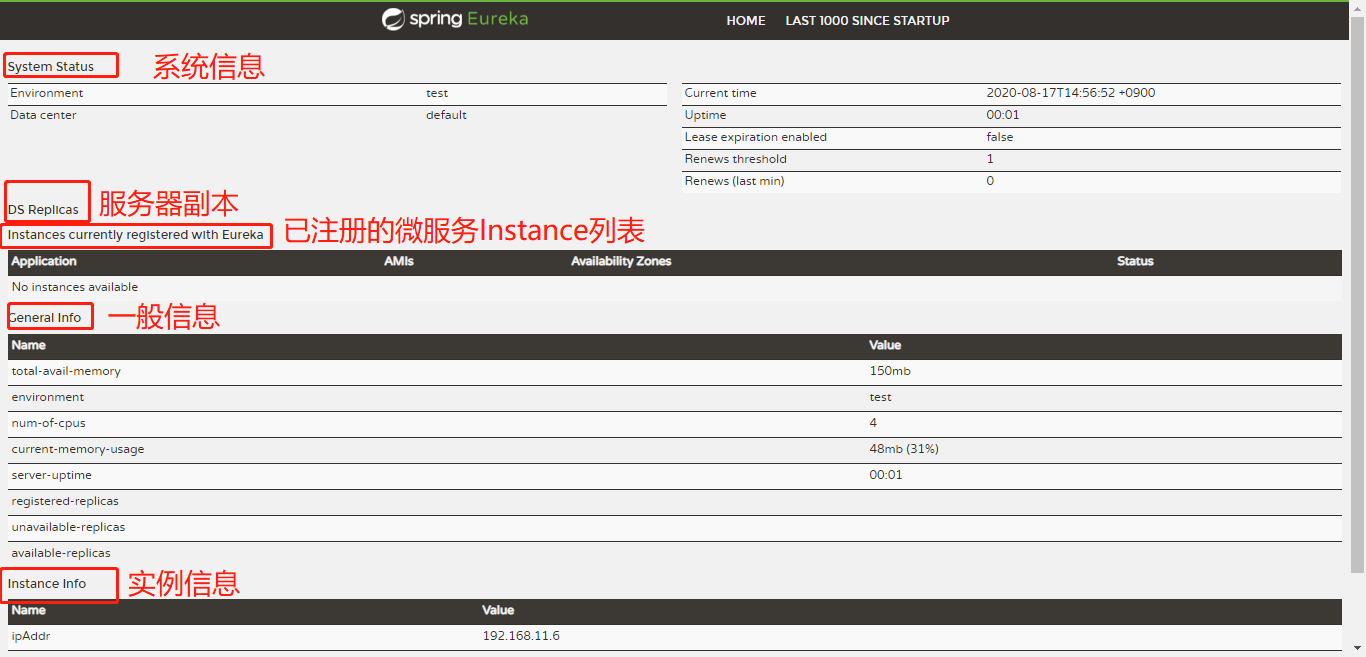 spring Eureka HOME LAST 1000 SINCE STARTUP
System Status 系统信息
Environment test
Data center default
Current time 2020-08-17T14:56:52 +0900
Uptime 00:01
Lease expiration enabled false
Renews threshold 1
Renews (last min) 0
DS Replicas 服务器副本
Instances currently registered with Eureka 已注册的微服务Instance列表
Application AMIs Availability Zones Status
No instances available
General Info 一般信息
Name Value
total-avail-memory 150mb
environment test
num-of-cpus 4
current-memory-usage 48mb (31%)
server-uptime 00:01
registered-replicas
unavailable-replicas
available-replicas
Instance Info 实例信息
Name Value
ipAddr 192.168.11.6